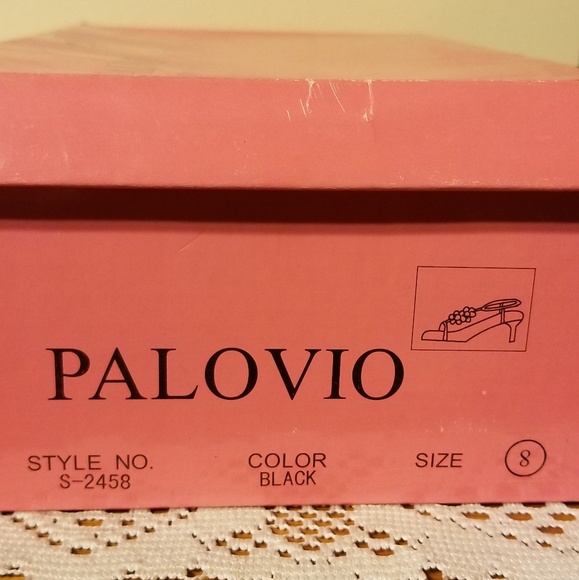 PALOVIO
STYLE NO. COLOR SIZE 8
S-2458 BLACK